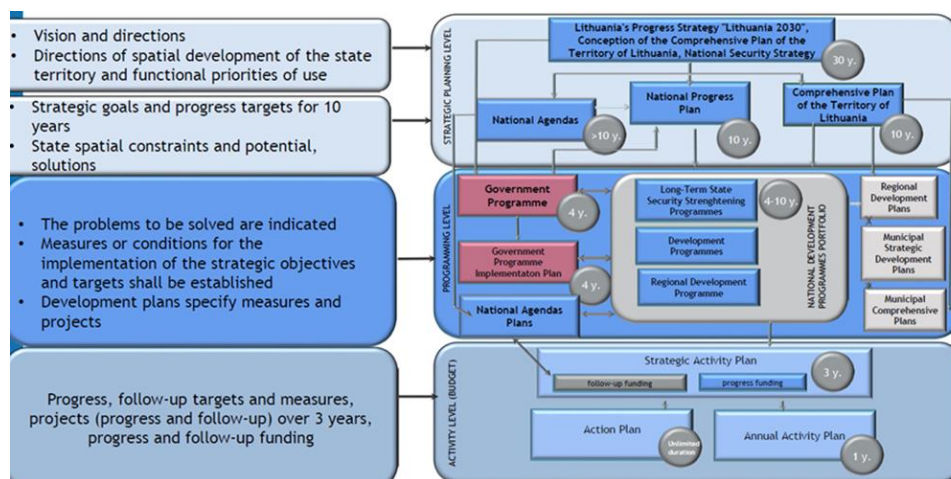 • Vision and directions
• Directions of spatial development of the state
territory and functional priorities of use
• Strategic goals and progress targets for 10
years
• State spatial constraints and potential,
solutions
• The problems to be solved are indicated
• Measures or conditions for the
implementation of the strategic objectives
and targets shall be established
• Development plans specify measures and
projects
Progress, follow-up targets and measures,
projects (progress and follow-up) over 3 years,
progress and follow-up funding
STRATEGIC PLANNING LEVEL
Lithuania's Progress Strategy "Lithuania 2030",
Conception of the Comprehensive Plan of the
Territory of Lithuania, National Security Strategy
30 y.
National Agendas
>10 y.
National Progress
Plan
10 y.
Comprehensive Plan
of the Territory of
Lithuania
10 y.
PROGRAMMING LEVEL
Government
Programme
4 y.
Government
Programme
Implementaton Plan
4 y.
National Agendas
Plans
Long-Term State
Security Strenghtening
Programmes
4-10 y.
Development
Programmes
Regional Development
Programme
NATIONAL DEVELOPMENT
PROGRAMMES PORTFOLIO
Regional
Development
Plans
Municipal
Strategic
Development
Plans
Municipal
Comprehensive
Plans
ACTIVITY LEVEL (BUDGET)
Strategic Activity Plan
3 y.
follow-up funding
progress funding
Action Plan
Unlimited
duration
Annual Activity Plan
1 y.